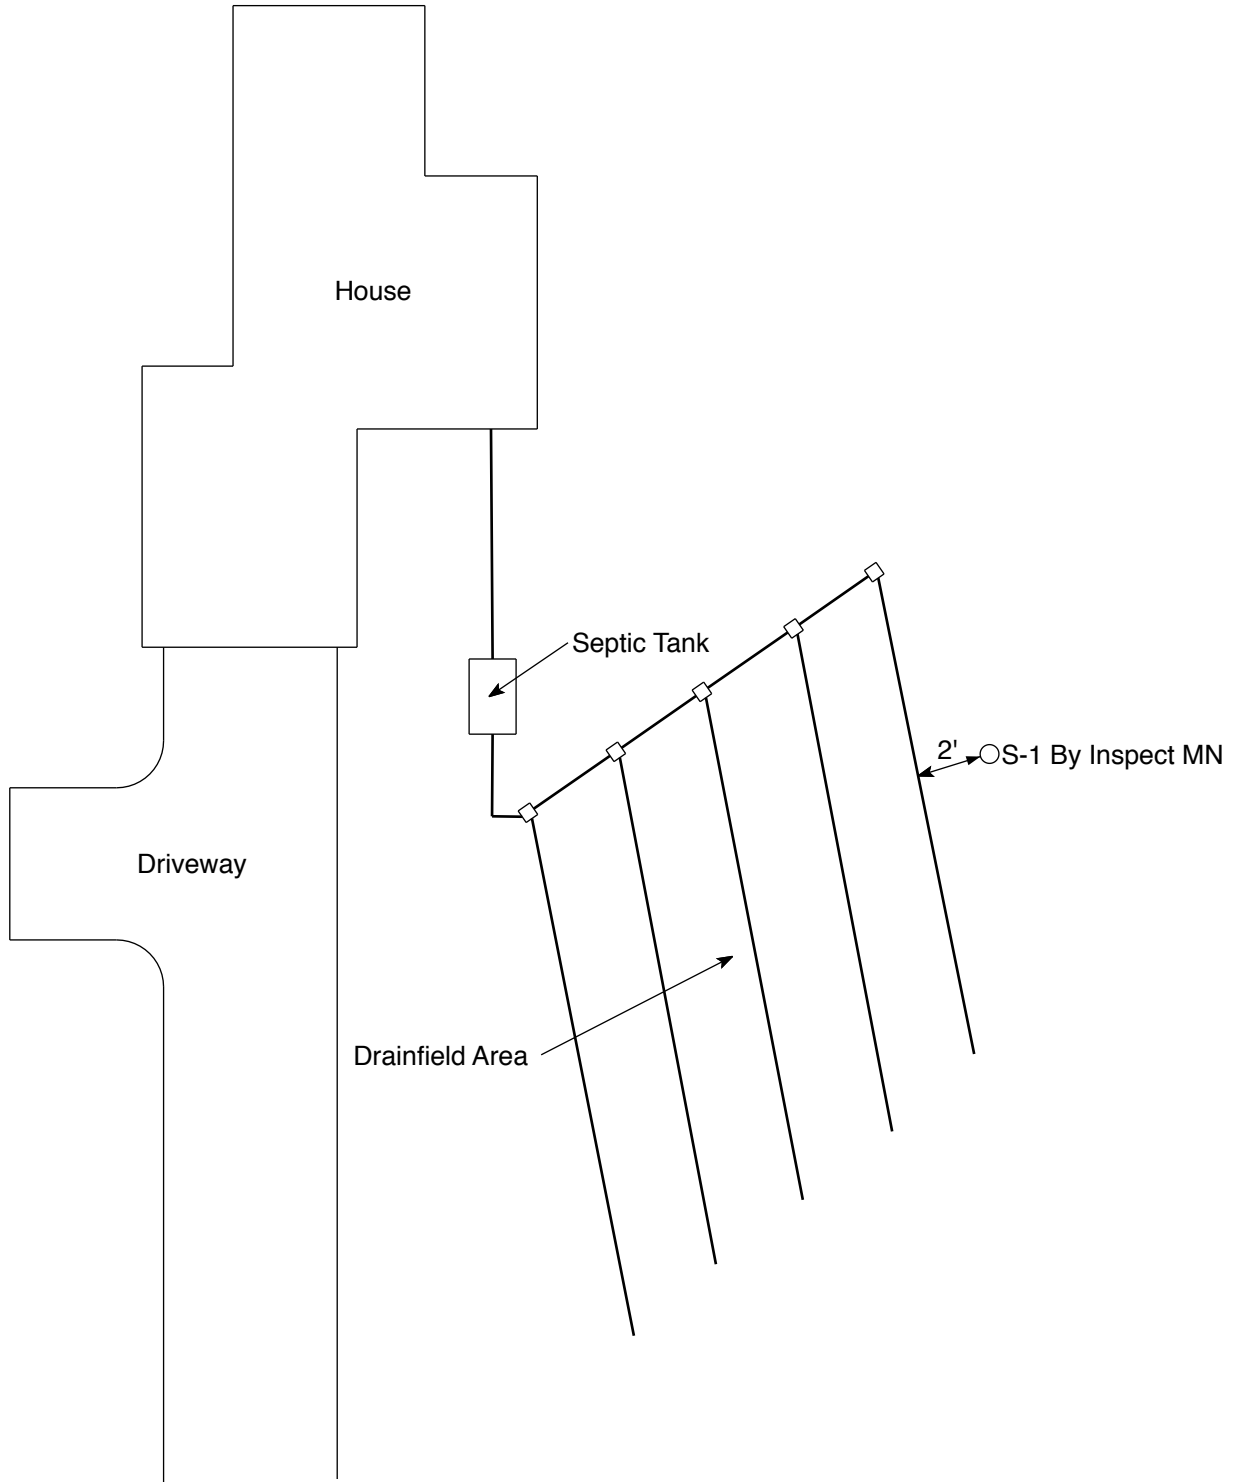 House
Septic Tank
2'
S-1 By Inspect MN
Driveway
Drainfield Area